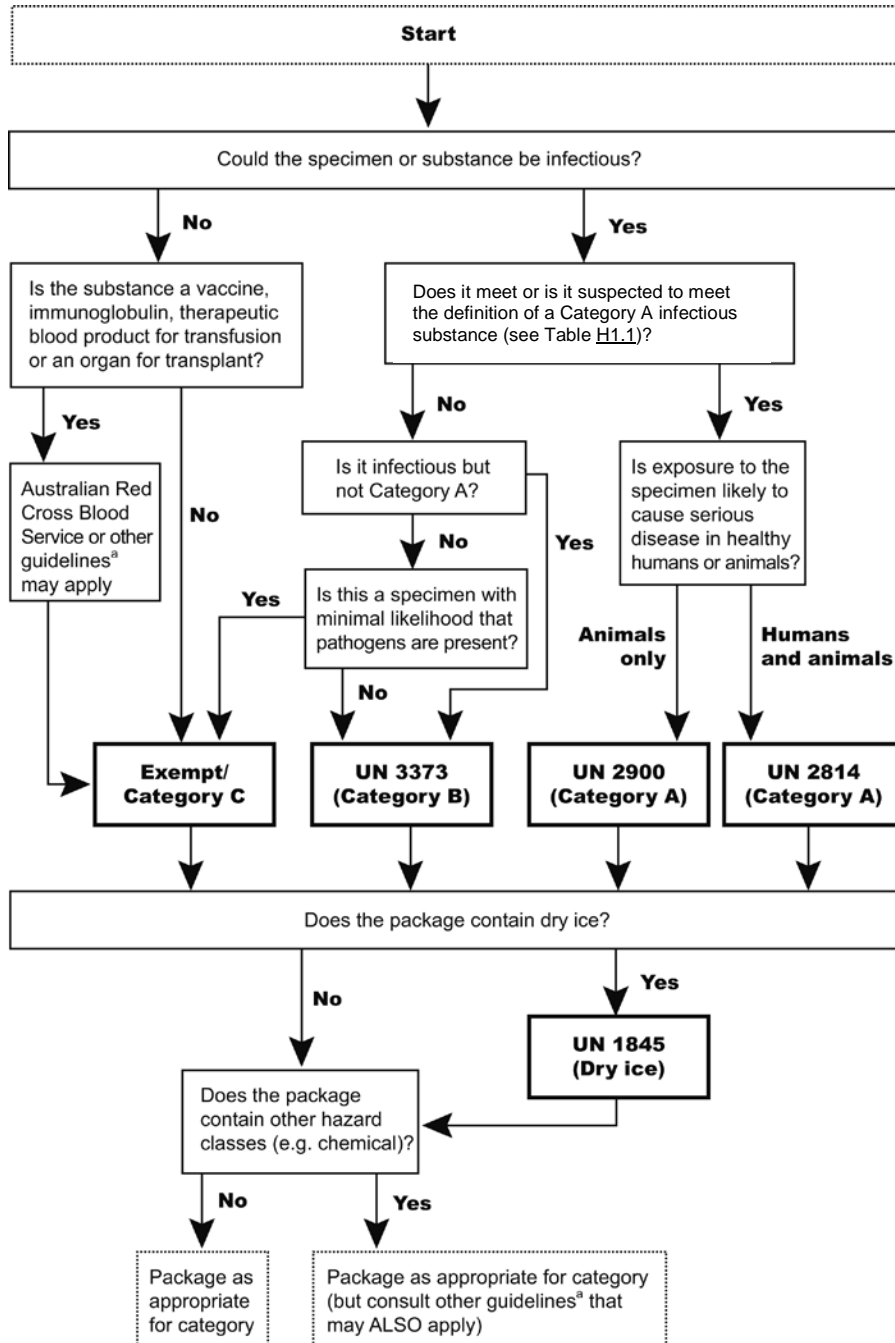 Start
Could the specimen or substance be infectious?
No
Yes
Is the substance a vaccine,
immunoglobulin, therapeutic
blood product for transfusion
or an organ for transplant?
Does it meet or is it suspected to meet
the definition of a Category A infectious
substance (see Table H1.1)?
Yes
No
No
Yes
Australian Red
Cross Blood
Service or other
guidelinesᵃ
may apply
Is it infectious but
not Category A?
Is exposure to the
specimen likely to
cause serious
disease in healthy
humans or animals?
No
Yes
Yes
Is this a specimen with
minimal likelihood that
pathogens are present?
No
Animals
only
Humans
and animals
Exempt/
Category C
UN 3373
(Category B)
UN 2900
(Category A)
UN 2814
(Category A)
Does the package contain dry ice?
No
Yes
UN 1845
(Dry ice)
Does the package
contain other hazard
classes (e.g. chemical)?
No
Yes
Package as
appropriate
for category
Package as appropriate for category
(but consult other guidelinesᵃ that
may ALSO apply)